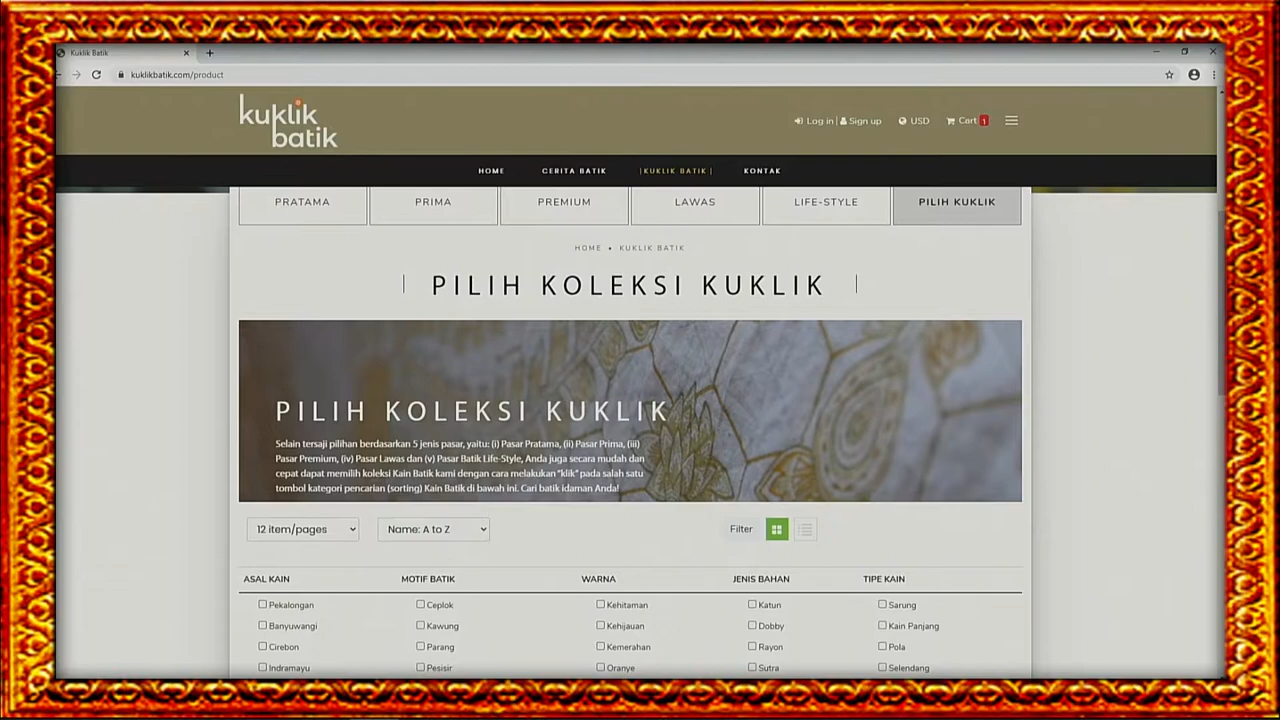 Kuklik Batik
kuklikbatik.com/product
kuklik
batik
Log in | Sign up
USD
Cart 1
HOME
CERITA BATIK
|KUKLIK BATIK |
KONTAK
PRATAMA
PRIMA
PREMIUM
LAWAS
LIFE-STYLE
PILIH KUKLIK
HOME • KUKLIK BATIK
| PILIH KOLEKSI KUKLIK |
PILIH KOLEKSI KUKLIK
Selain tersaji pilihan berdasarkan 5 jenis pasar, yaitu: (i) Pasar Pratama, (ii) Pasar Prima, (iii)
Pasar Premium, (iv) Pasar Lawas dan (v) Pasar Batik Life-Style, Anda juga secara mudah dan
cepat dapat memilih koleksi Kain Batik kami dengan cara melakukan “klik” pada salah satu
tombol kategori pencarian (sorting) Kain Batik di bawah ini. Cari batik idaman Anda!
12 item/pages
Name: A to Z
Filter
ASAL KAIN
Pekalongan
Banyuwangi
Cirebon
Indramayu
MOTIF BATIK
Ceplok
Kawung
Parang
Pesisir
WARNA
Kehitaman
Kehijauan
Kemerahan
Oranye
JENIS BAHAN
Katun
Dobby
Rayon
Sutra
TIPE KAIN
Sarung
Kain Panjang
Pola
Selendang